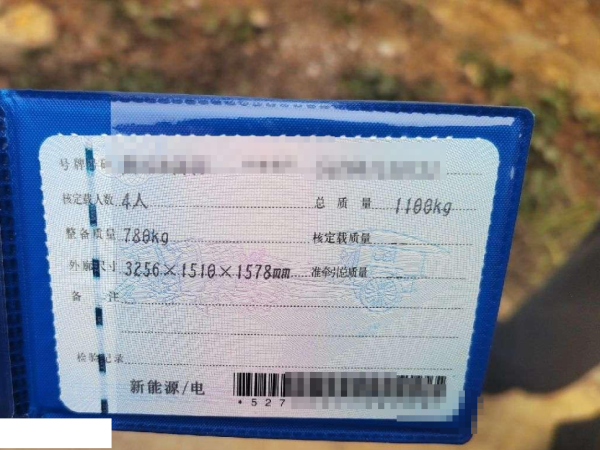 号牌号码
核定载人数 4人 总质量 1100kg
整备质量 780kg 核定载质量
外廓尺寸 3256×1510×1578mm 准牵引总质量
备注
检验记录
新能源/电
*527